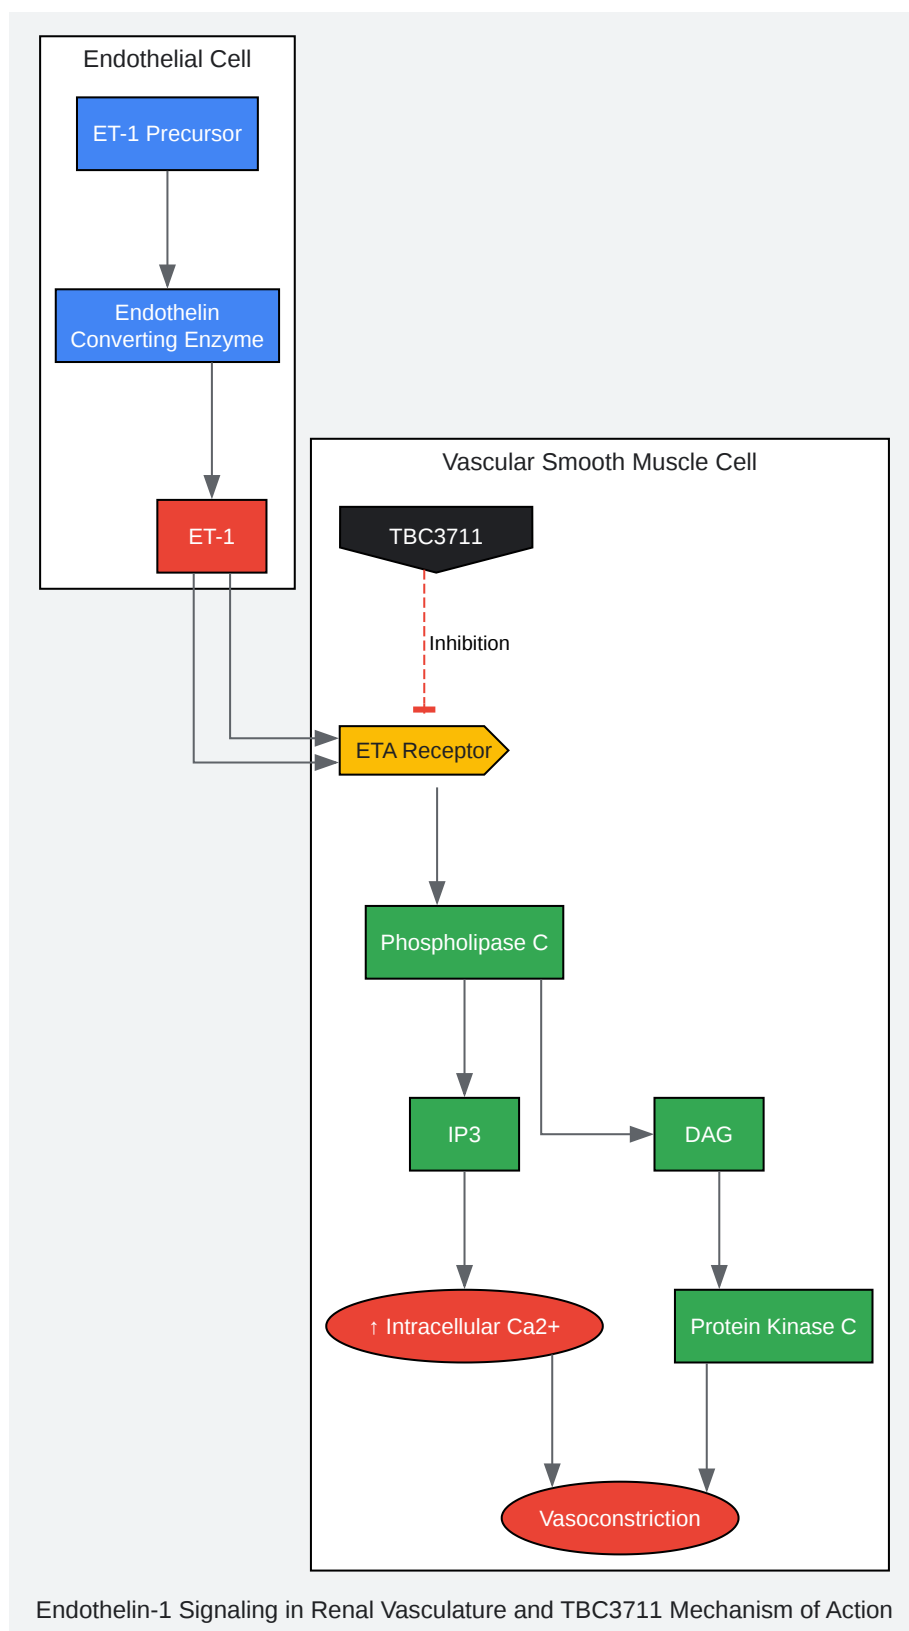 Endothelial Cell
ET-1 Precursor
Endothelin
Converting Enzyme
ET-1
Vascular Smooth Muscle Cell
TBC3711
Inhibition
ETA Receptor
Phospholipase C
IP3
DAG
↑ Intracellular Ca2+
Protein Kinase C
Vasoconstriction
Endothelin-1 Signaling in Renal Vasculature and TBC3711 Mechanism of Action